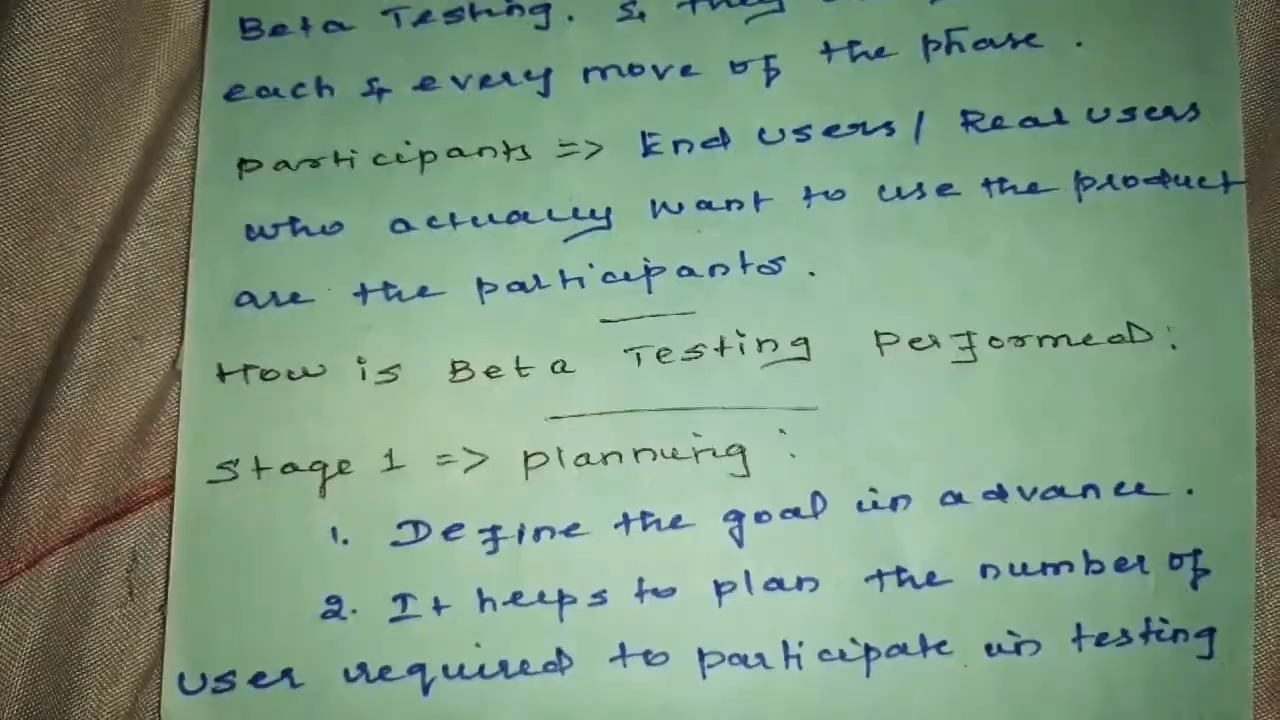 Beta Testing. & they
each & every move of the phase.
participants => End users/ Real users
who actually want to use the product
are the participants.
How is Beta Testing Performed:
Stage 1 => planning:
1. Define the goal in advance.
2. It helps to plan the number of
user required to participate in testing